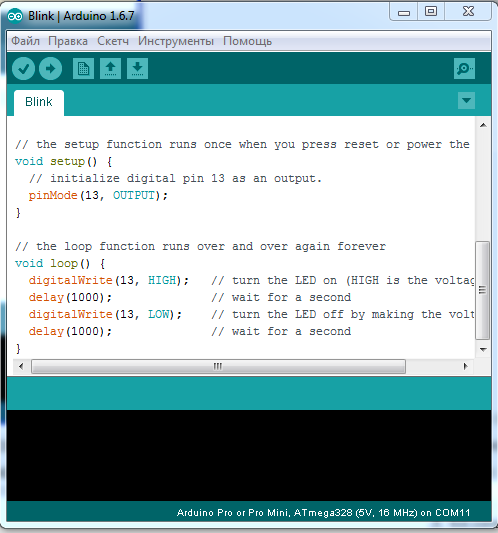 Blink | Arduino 1.6.7
Файл Правка Скетч Инструменты Помощь
Blink
// the setup function runs once when you press reset or power the
void setup() {
  // initialize digital pin 13 as an output.
  pinMode(13, OUTPUT);
}
// the loop function runs over and over again forever
void loop() {
  digitalWrite(13, HIGH);   // turn the LED on (HIGH is the voltag
  delay(1000);              // wait for a second
  digitalWrite(13, LOW);    // turn the LED off by making the volt
  delay(1000);              // wait for a second
}
Arduino Pro or Pro Mini, ATmega328 (5V, 16 MHz) on COM11